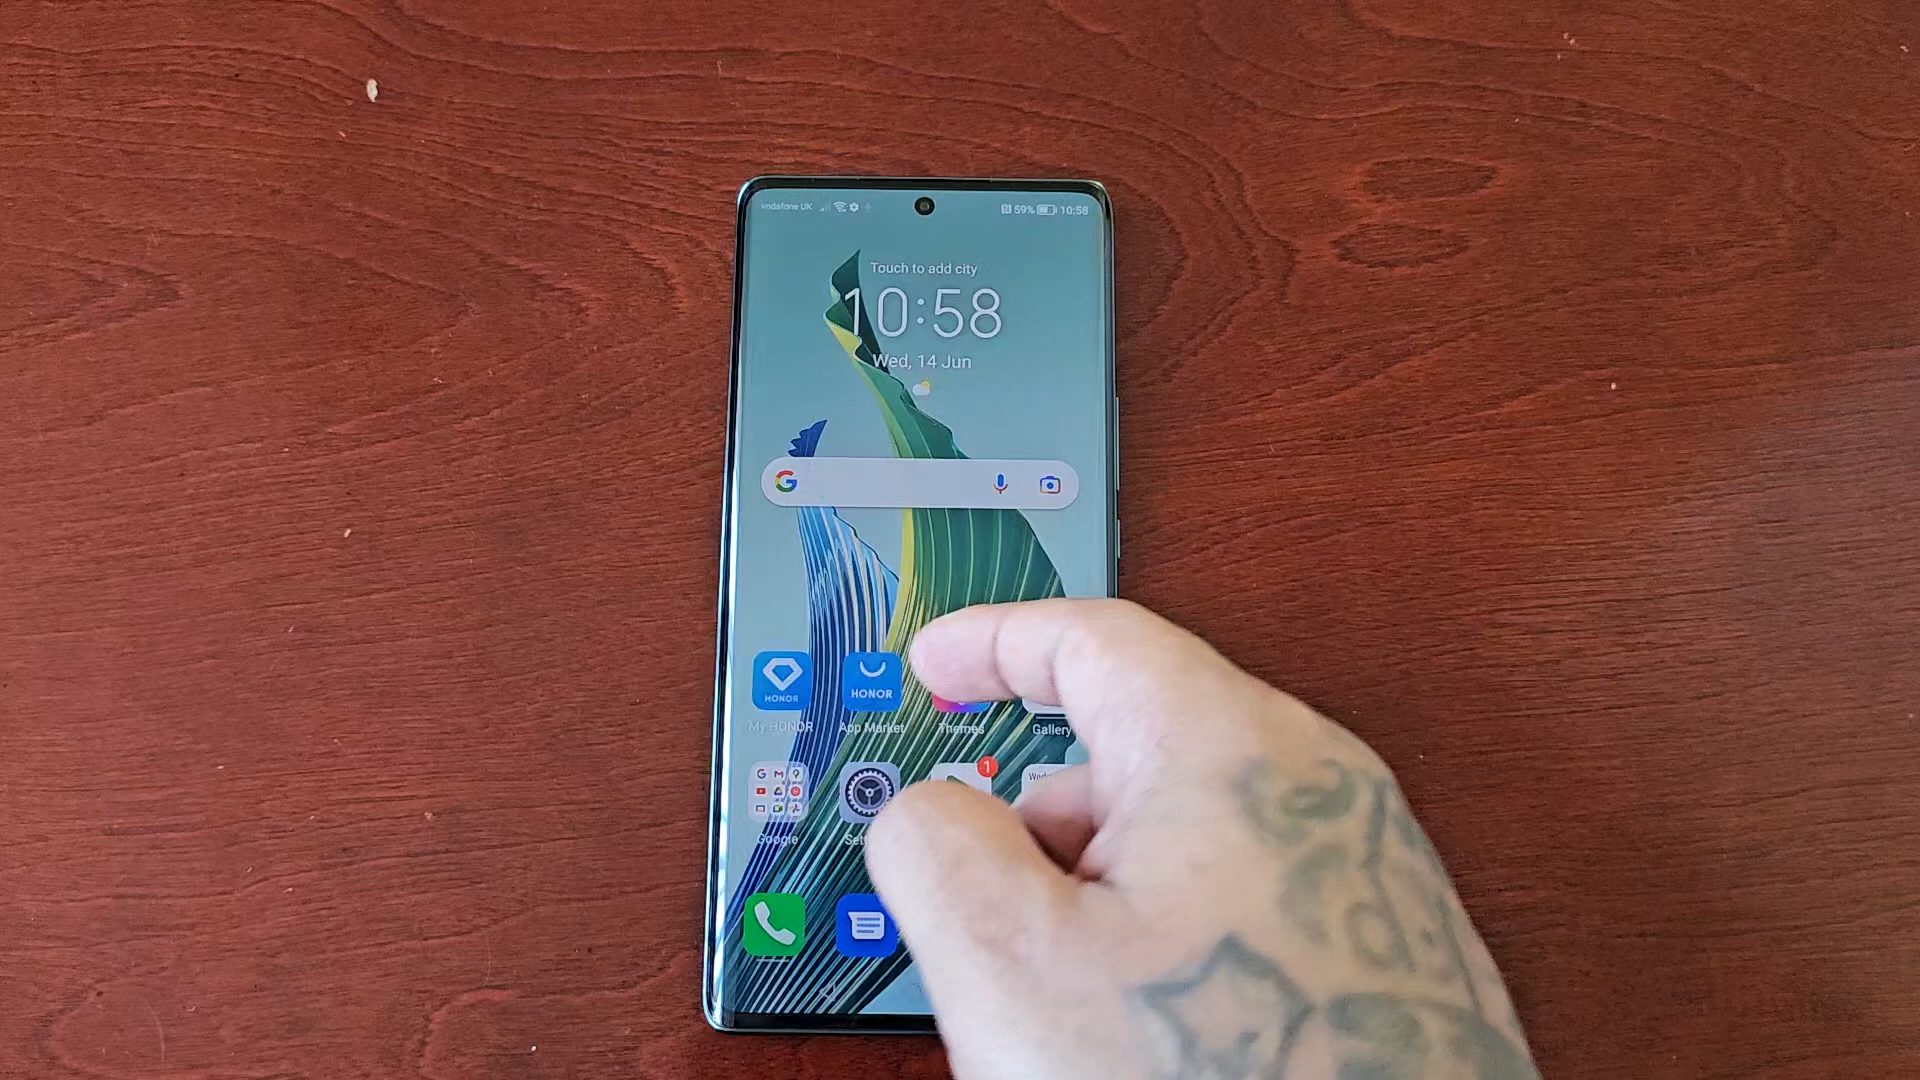 vodafone UK 59% 10:58
Touch to add city
10:58
Wed, 14 Jun
G
HONOR HONOR
My HONOR App Market Themes Gallery
1
Google Sett